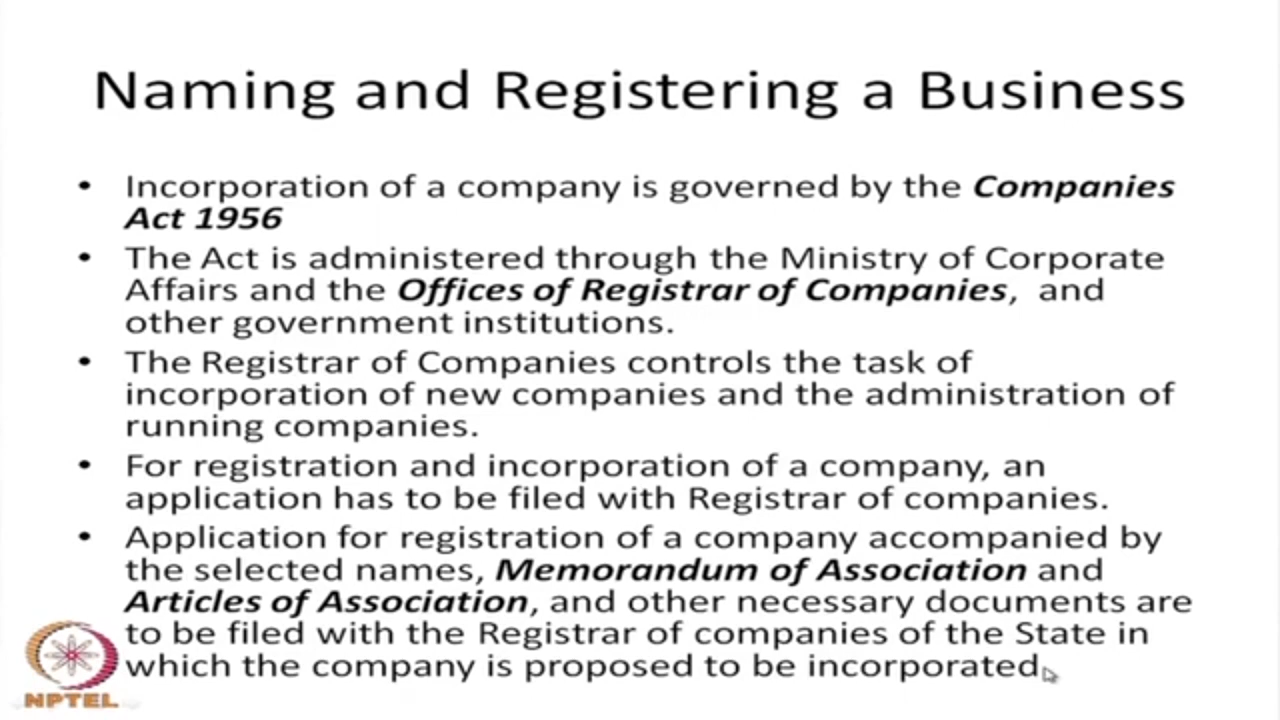 Naming and Registering a Business
• Incorporation of a company is governed by the Companies
Act 1956
• The Act is administered through the Ministry of Corporate
Affairs and the Offices of Registrar of Companies, and
other government institutions.
• The Registrar of Companies controls the task of
incorporation of new companies and the administration of
running companies.
• For registration and incorporation of a company, an
application has to be filed with Registrar of companies.
• Application for registration of a company accompanied by
the selected names, Memorandum of Association and
Articles of Association, and other necessary documents are
to be filed with the Registrar of companies of the State in
which the company is proposed to be incorporated
NPTEL